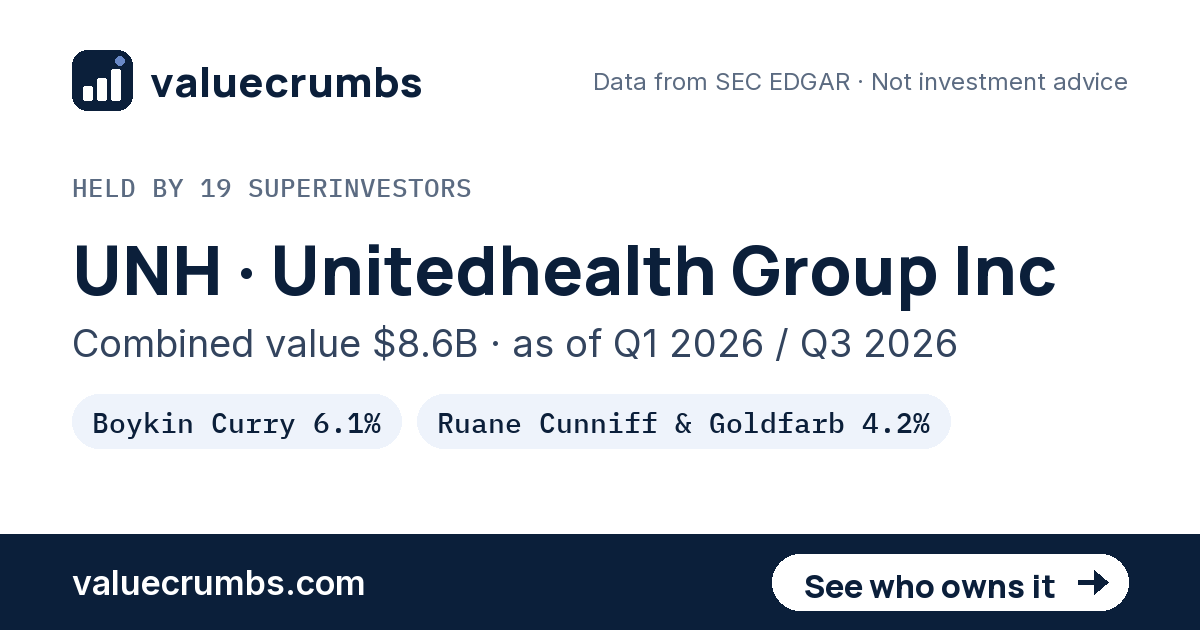 valuecrumbs
Data from SEC EDGAR · Not investment advice
HELD BY 19 SUPERINVESTORS
UNH · Unitedhealth Group Inc
Combined value $8.6B · as of Q1 2026 / Q3 2026
Boykin Curry 6.1%
Ruane Cunniff & Goldfarb 4.2%
valuecrumbs.com
See who owns it →